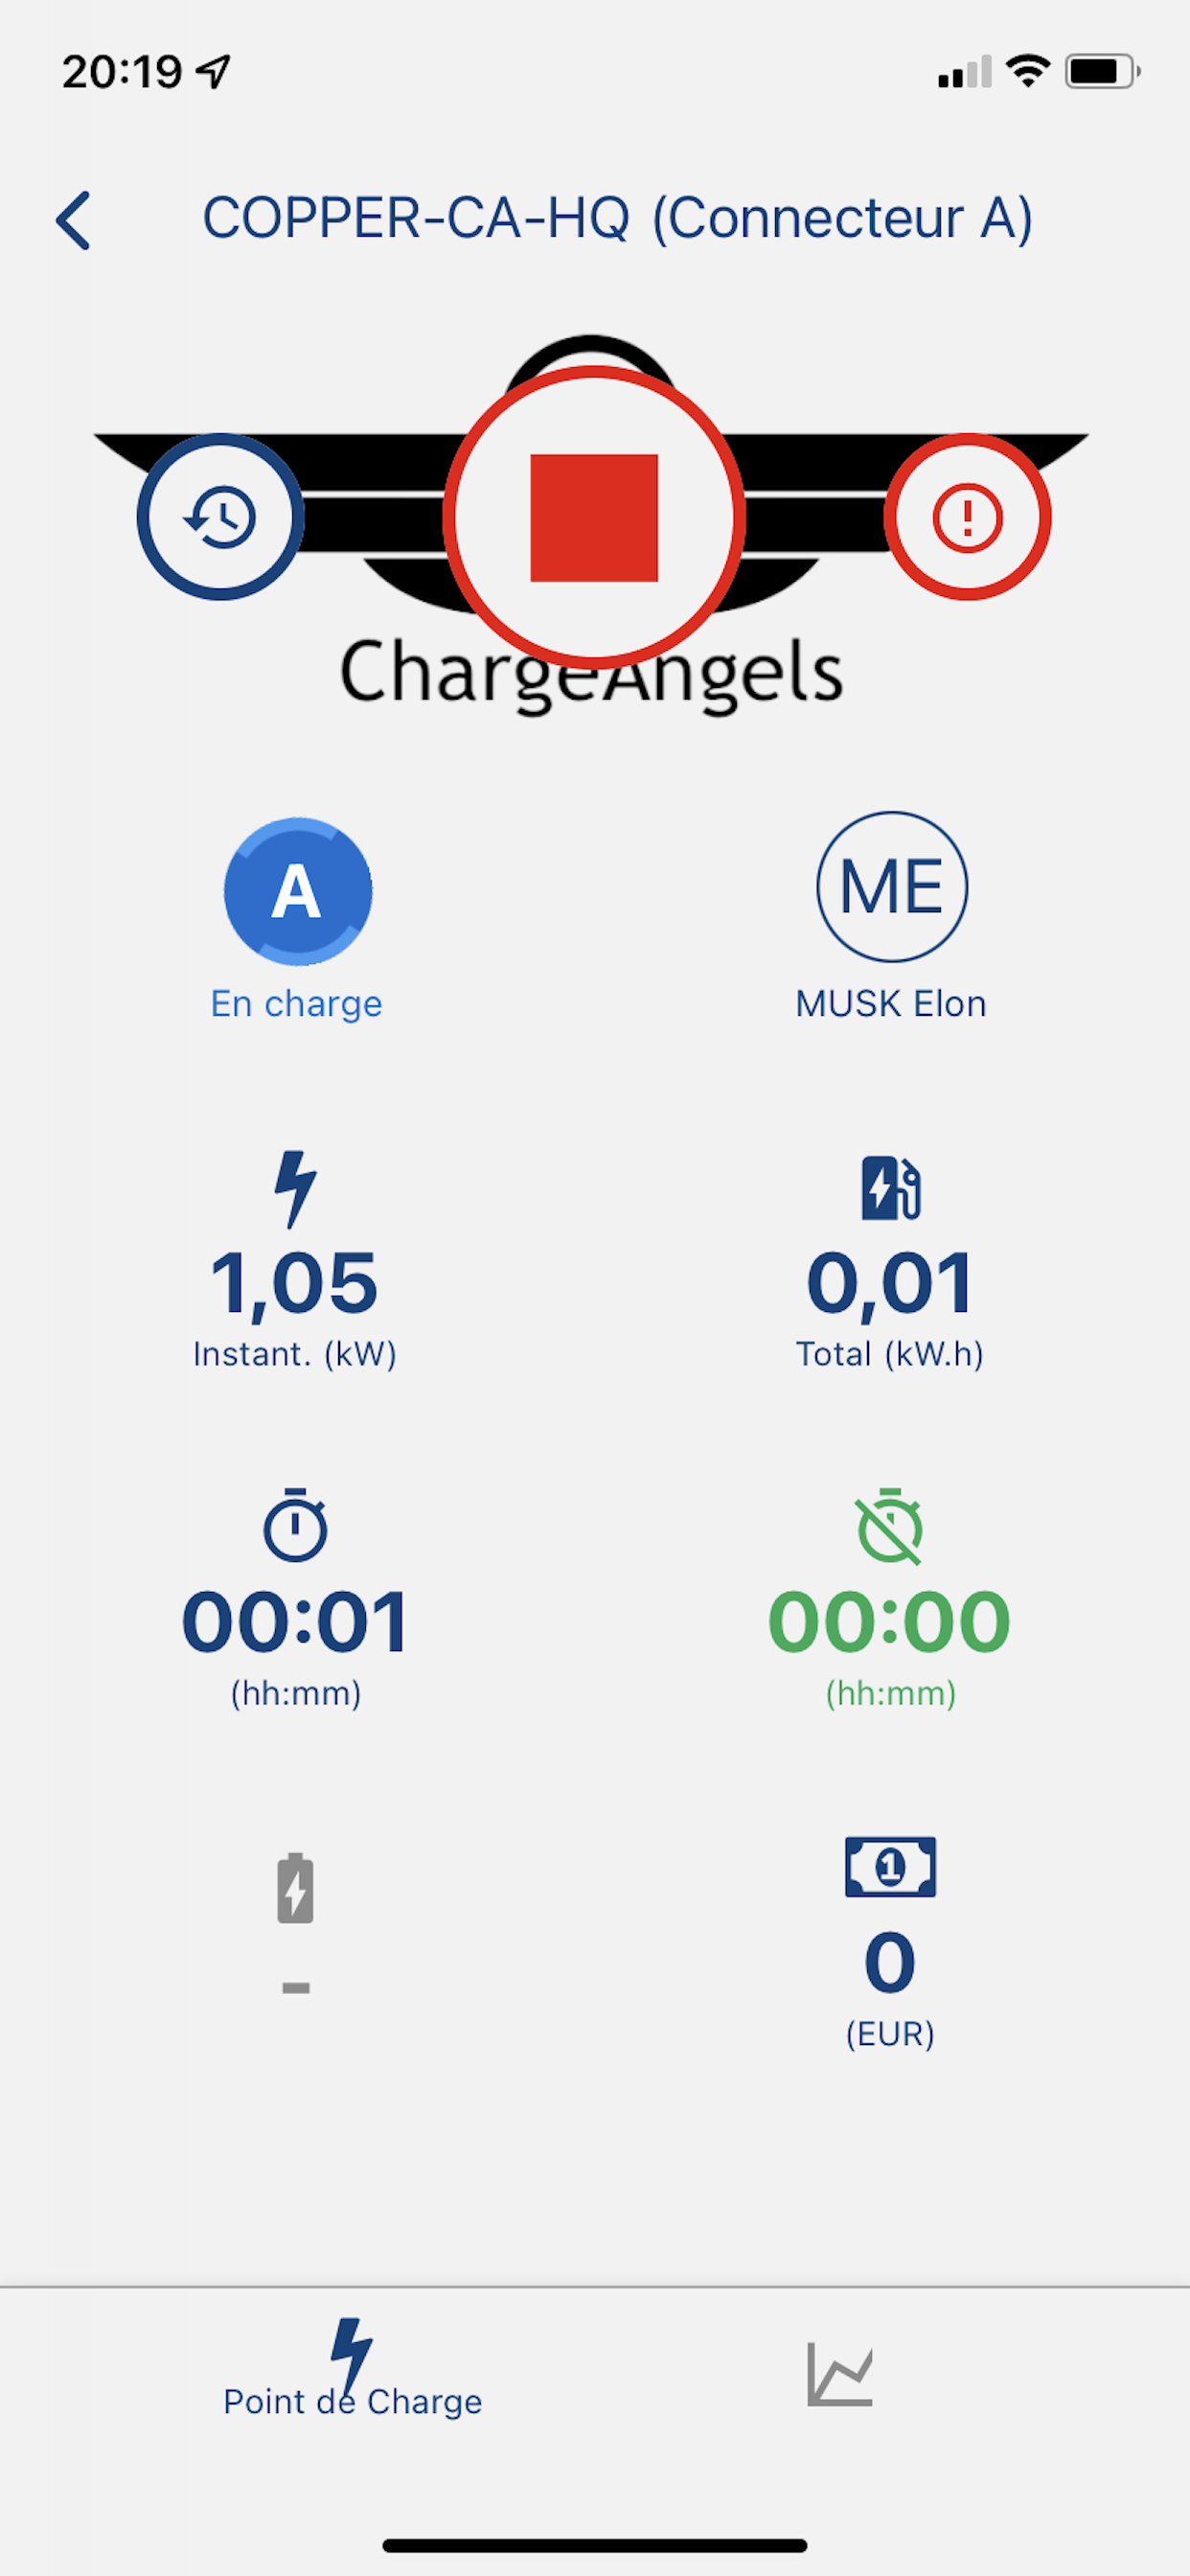 20:19
COPPER-CA-HQ (Connecteur A)
ChargeAngels
A
ME
En charge
MUSK Elon
1,05
0,01
Instant. (kW)
Total (kW.h)
00:01
00:00
(hh:mm)
(hh:mm)
1
-
0
(EUR)
Point de Charge